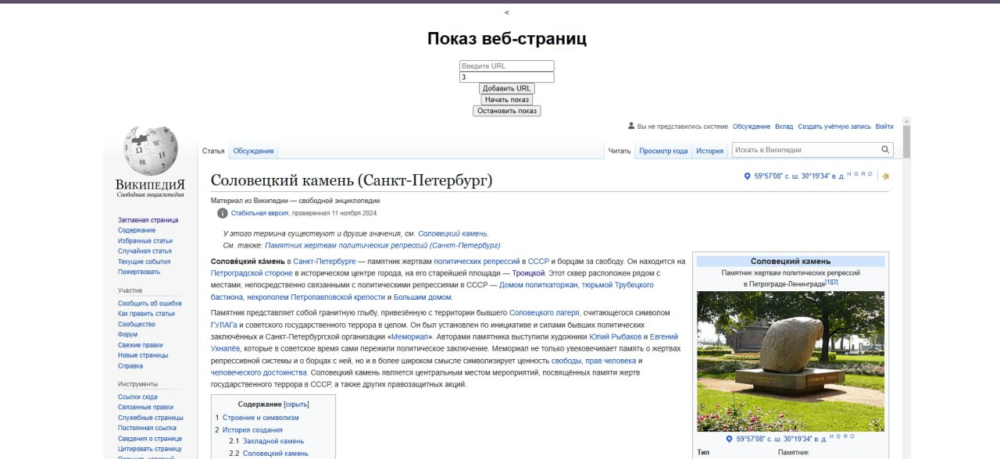 <
Показ веб-страниц
Введите URL
3
Добавить URL
Начать показ
Остановить показ
Вы не представились системе Обсуждение Вклад Создать учётную запись Войти
Статья Обсуждение Читать Просмотр кода История Искать в Википедии
ВикипедиЯ
Свободная энциклопедия
Соловецкий камень (Санкт-Петербург)
59°57′08″ с. ш. 30°19′34″ в. д. H G Я O
Материал из Википедии — свободной энциклопедии
Стабильная версия, проверенная 11 ноября 2024.
Заглавная страница
Содержание
Избранные статьи
Случайная статья
Текущие события
Пожертвовать
Участие
Сообщить об ошибке
Как править статьи
Сообщество
Форум
Свежие правки
Новые страницы
Справка
Инструменты
Ссылки сюда
Связанные правки
Служебные страницы
Постоянная ссылка
Сведения о странице
Цитировать страницу
У этого термина существуют и другие значения, см. Соловецкий камень.
См. также: Памятник жертвам политических репрессий (Санкт-Петербург)
Солове́цкий ка́мень в Санкт-Петербурге — памятник жертвам политических репрессий в СССР и борцам за свободу. Он находится на
Петроградской стороне в историческом центре города, на его старейшей площади — Троицкой. Этот сквер расположен рядом с
местами, непосредственно связанными с политическими репрессиями в СССР — Домом политкаторжан, тюрьмой Трубецкого
бастиона, некрополем Петропавловской крепости и Большим домом.
Памятник представляет собой гранитную глыбу, привезённую с территории бывшего Соловецкого лагеря, считающегося символом
ГУЛАГа и советского государственного террора в целом. Он был установлен по инициативе и силами бывших политических
заключённых и Санкт-Петербургской организации «Мемориал». Авторами памятника выступили художники Юлий Рыбаков и Евгений
Ухналёв, которые в советское время сами пережили политическое заключение. Мемориал не только увековечивает память о жертвах
репрессивной системы и о борцах с ней, но и в более широком смысле символизирует ценность свободы, прав человека и
человеческого достоинства. Соловецкий камень является центральным местом мероприятий, посвящённых памяти жертв
государственного террора в СССР, а также других правозащитных акций.
Содержание [скрыть]
1 Строение и символизм
2 История создания
2.1 Закладной камень
2.2 Соловецкий камень
Соловецкий камень
Памятник жертвам политических репрессий
в Петрограде-Ленинграде[1][2]
59°57′08″ с. ш. 30°19′34″ в. д. H G Я O
Тип Памятник